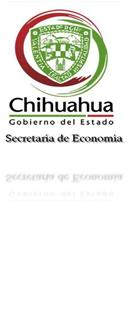 Chihuahua
Gobierno del Estado
Secretaria de Economia